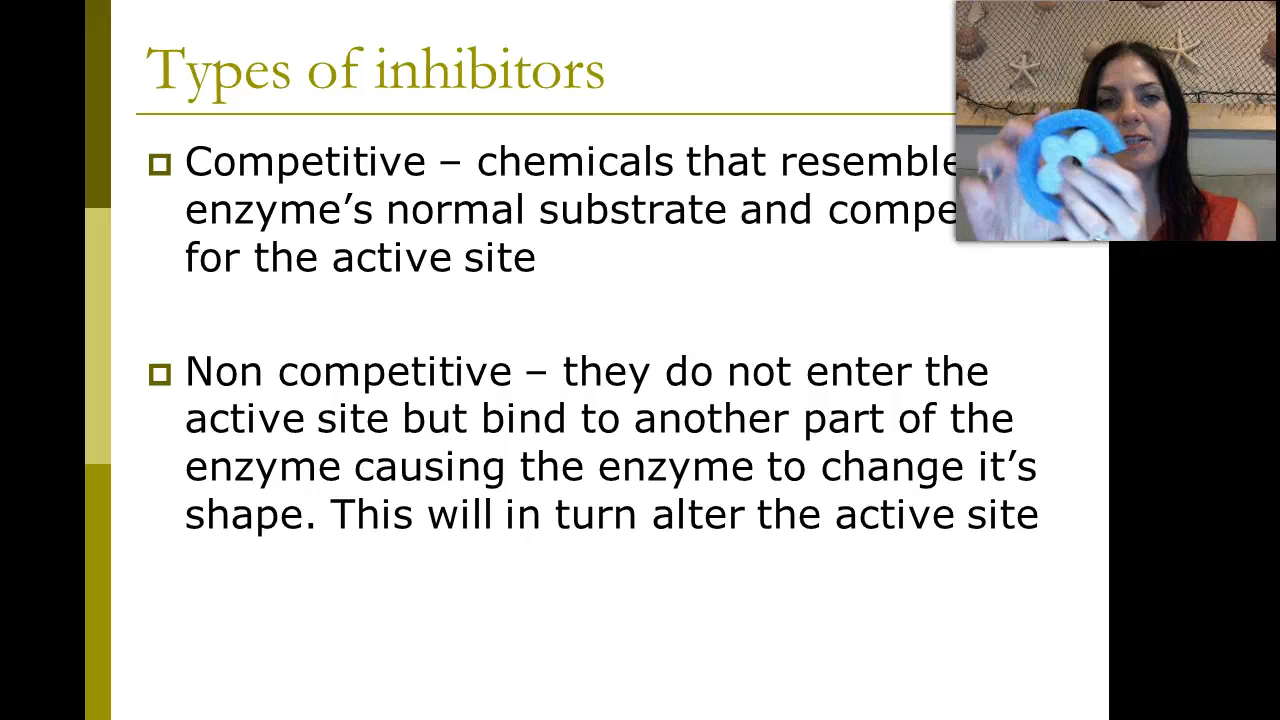 Types of inhibitors
Competitive – chemicals that resemble
enzyme’s normal substrate and compe
for the active site
Non competitive – they do not enter the
active site but bind to another part of the
enzyme causing the enzyme to change it’s
shape. This will in turn alter the active site